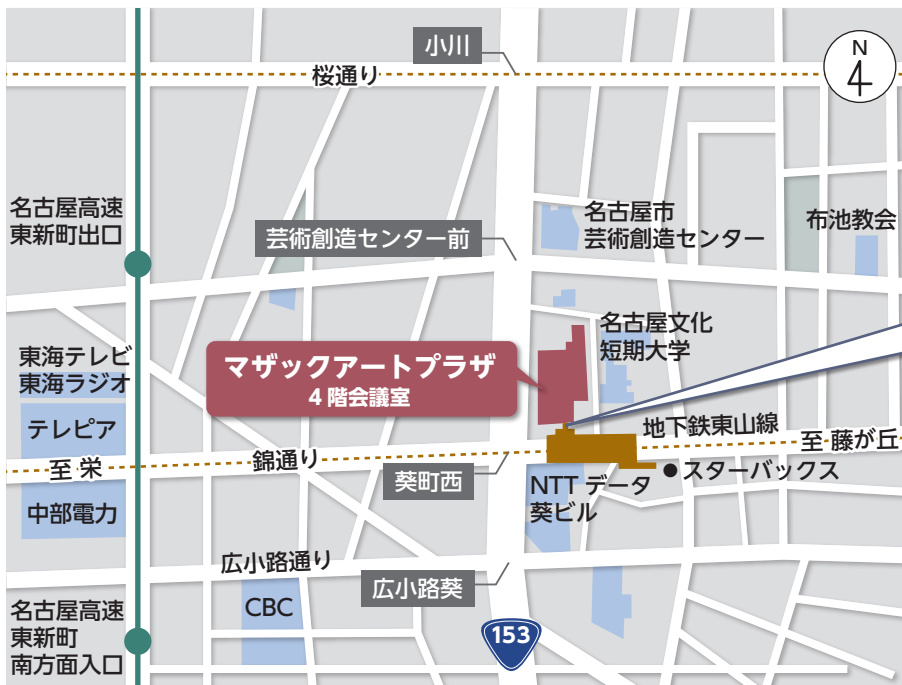 小川
N
桜通り
名古屋高速
東新町出口
芸術創造センター前
名古屋市
芸術創造センター
布池教会
東海テレビ
東海ラジオ
マザックアートプラザ
4階会議室
名古屋文化
短期大学
テレピア
地下鉄東山線
至 藤が丘
至 栄
錦通り
葵町西
NTT データ
葵ビル
●スターバックス
中部電力
広小路通り
広小路葵
CBC
名古屋高速
東新町
南方面入口
153